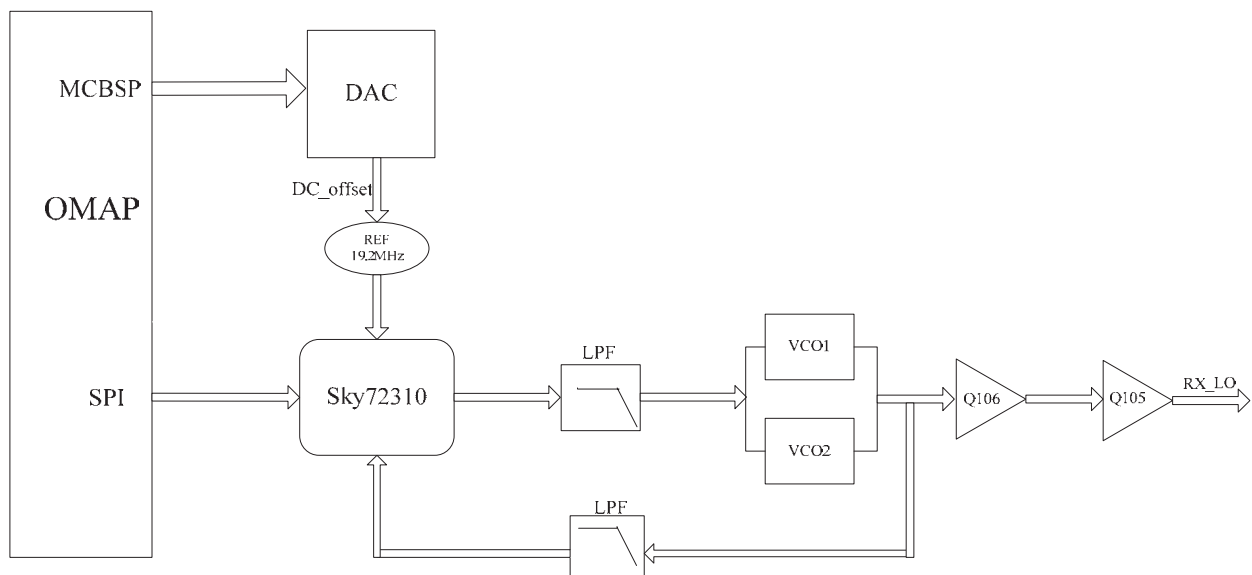 MCBSP
DAC
OMAP
DC_offset
REF
19.2MHz
SPI
Sky72310
LPF
VCO1
VCO2
Q106
Q105
RX_LO
LPF